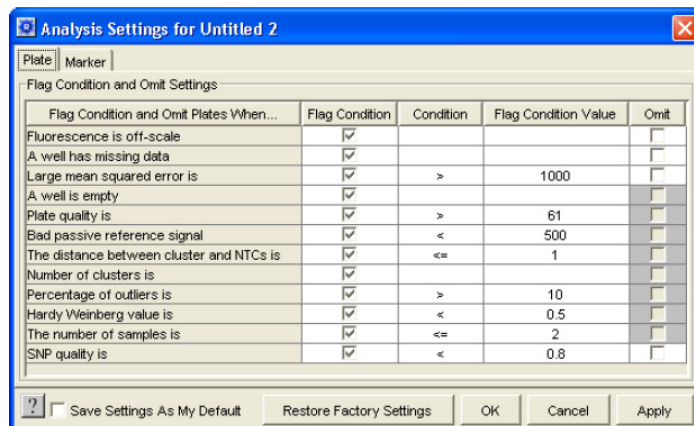 Analysis Settings for Untitled 2
Plate Marker
Flag Condition and Omit Settings
Flag Condition and Omit Plates When... Flag Condition Condition Flag Condition Value Omit
Fluorescence is off-scale
A well has missing data
Large mean squared error is > 1000
A well is empty
Plate quality is > 61
Bad passive reference signal < 500
The distance between cluster and NTCs is <= 1
Number of clusters is
Percentage of outliers is > 10
Hardy Weinberg value is < 0.5
The number of samples is <= 2
SNP quality is < 0.8
? Save Settings As My Default Restore Factory Settings OK Cancel Apply